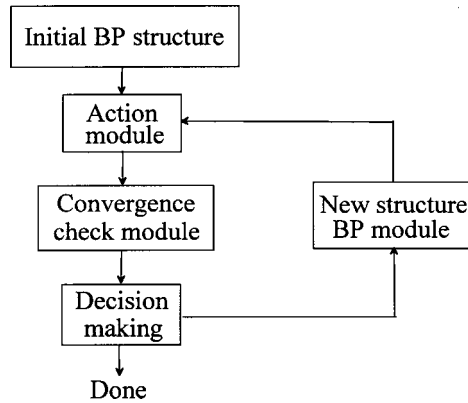 Initial BP structure
Action
module
Convergence
check module
New structure
BP module
Decision
making
Done